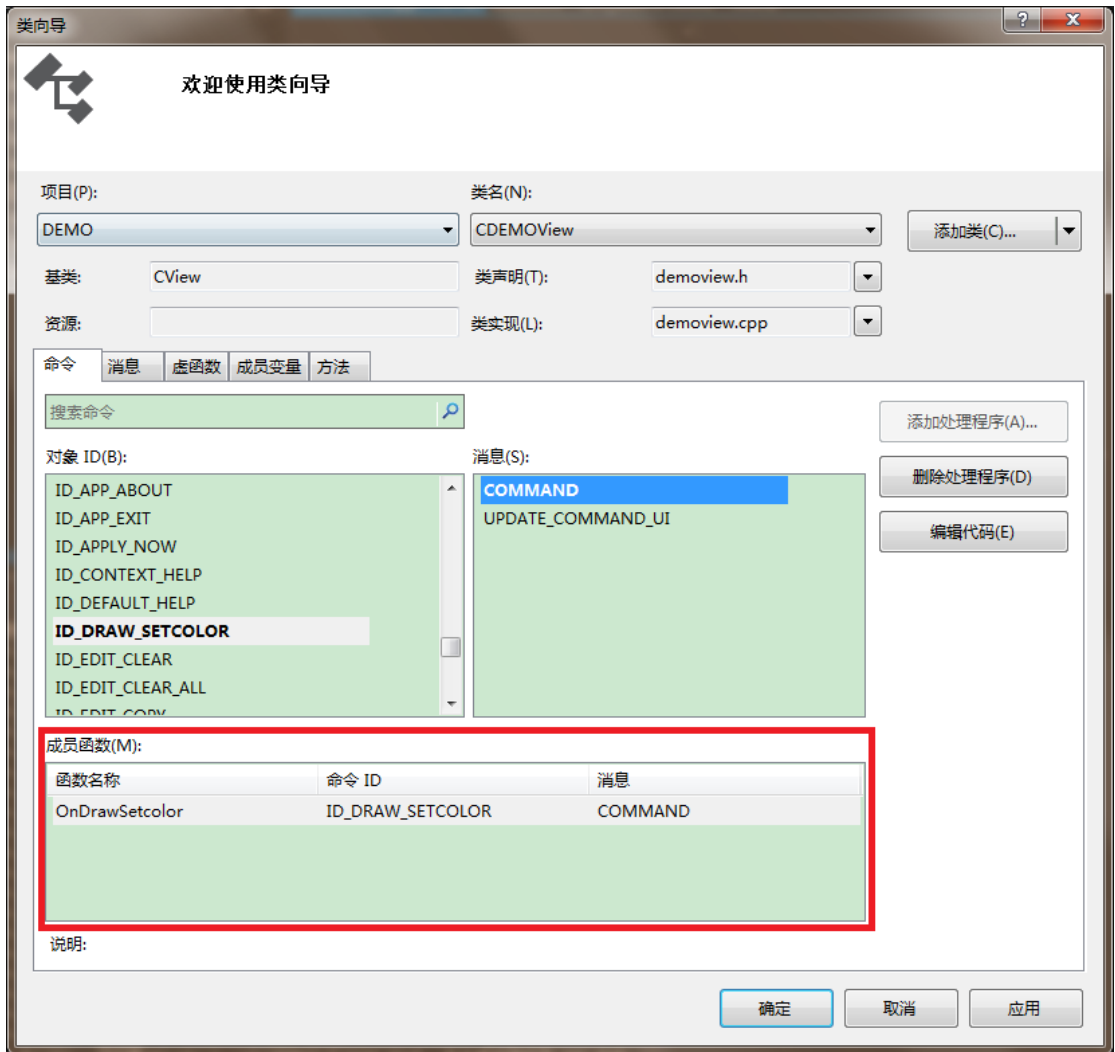 类向导
欢迎使用类向导
项目(P):
类名(N):
DEMO
CDEMOView
添加类(C)...
基类:
CView
类声明(T):
demoview.h
资源:
类实现(L):
demoview.cpp
命令
消息
虚函数
成员变量
方法
搜索命令
添加处理程序(A)...
对象 ID(B):
消息(S):
删除处理程序(D)
编辑代码(E)
ID_APP_ABOUT
ID_APP_EXIT
ID_APPLY_NOW
ID_CONTEXT_HELP
ID_DEFAULT_HELP
ID_DRAW_SETCOLOR
ID_EDIT_CLEAR
ID_EDIT_CLEAR_ALL
ID_EDIT_COPY
COMMAND
UPDATE_COMMAND_UI
成员函数(M):
函数名称 命令 ID 消息
OnDrawSetcolor ID_DRAW_SETCOLOR COMMAND
说明:
确定
取消
应用